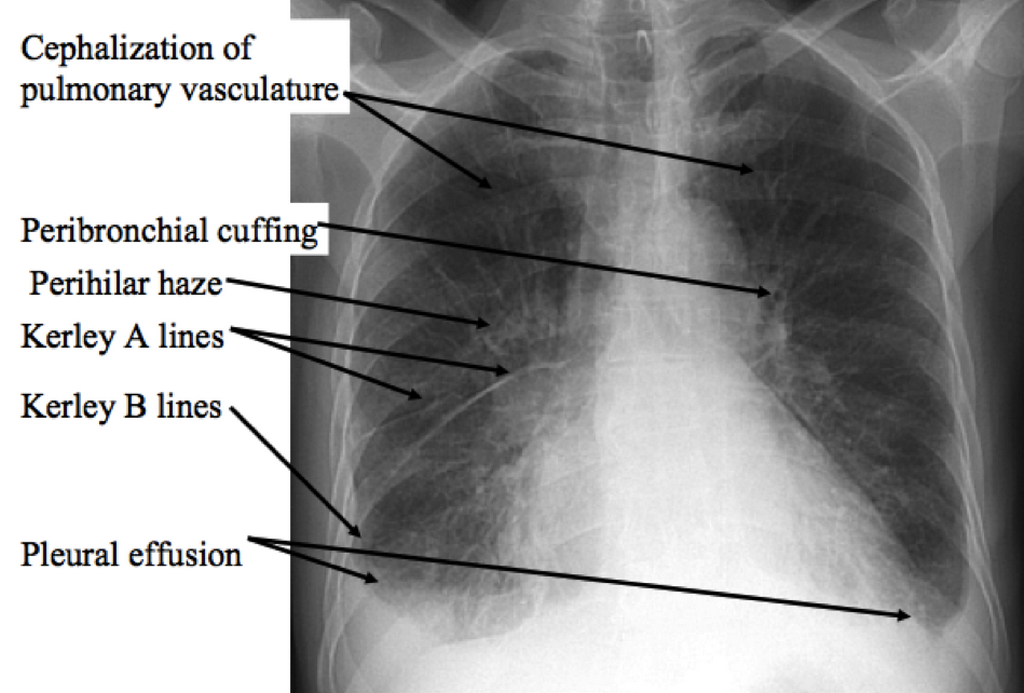 Cephalization of
pulmonary vasculature
Peribronchial cuffing
Perihilar haze
Kerley A lines
Kerley B lines
Pleural effusion